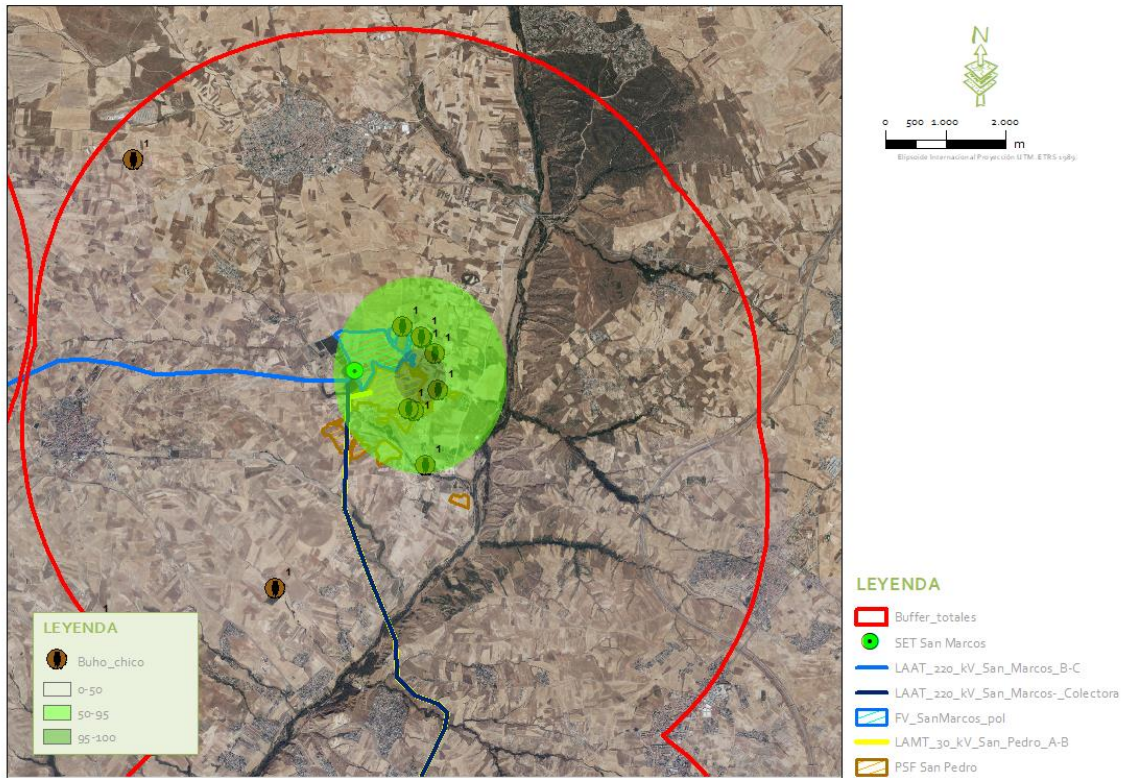 N
0 500 1.000 2.000
m
Elipsoide Internacional Proyección UTM. ETRS 1989.
1
1
1
1
1
1
1
1
1
1
LEYENDA
Buho_chico
0-50
50-95
95-100
LEYENDA
Buffer_totales
SET San Marcos
LAAT_220_kV_San_Marcos_B-C
LAAT_220_kV_San_Marcos-_Colectora
FV_SanMarcos_pol
LAMT_30_kV_San_Pedro_A-B
PSF San Pedro